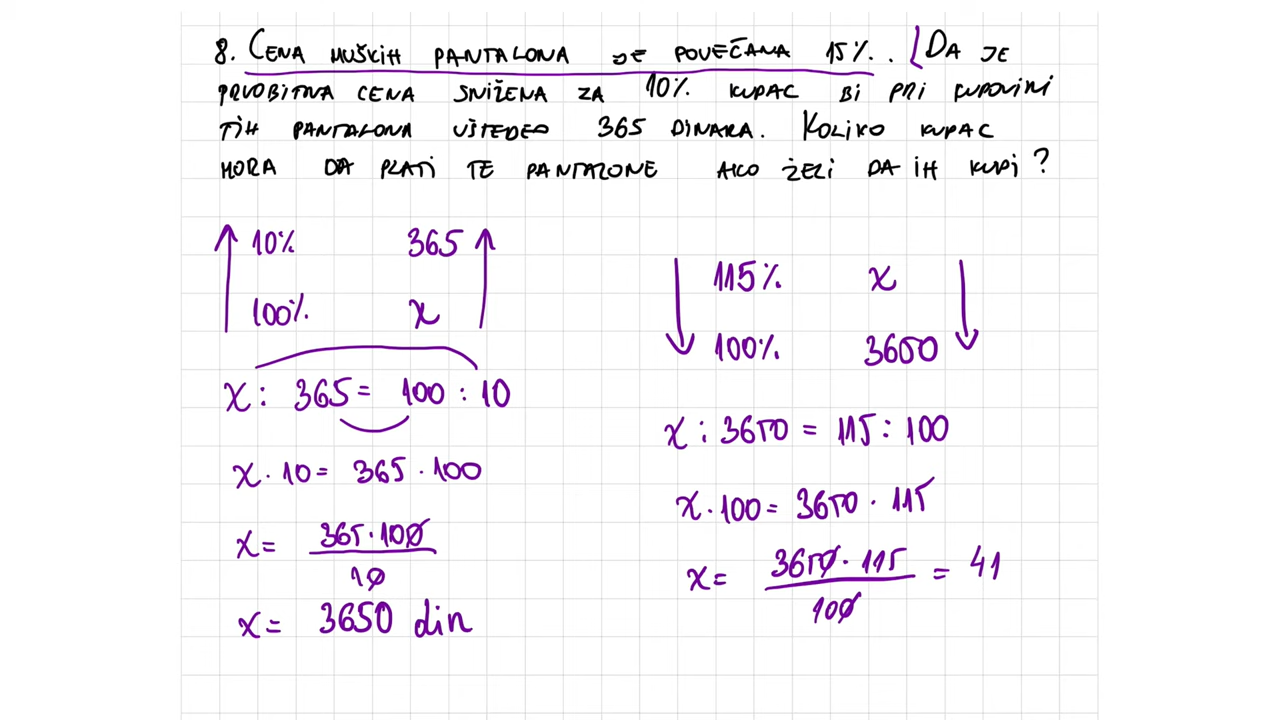 8. CENA MUŠKIH PANTALONA JE POVEĆANA 15%. . DA JE
PRVOBITNA CENA SNIŽENA ZA 10% KUPAC BI PRI KUPOVINI
TIH PANTALONA UŠTEDEO 365 DINARA. KOLIKO KUPAC
MORA DA PLATI TE PANTALONE AKO ŽELI DA IH KUPI?
↑ 10% 365 ↑
100% x
x : 365 = 100 : 10
x · 10 = 365 · 100
x = 365 · 100 / 10
x = 3650 din
115% x
↓ 100% 3650 ↓
x : 3650 = 115 : 100
x · 100 = 3650 · 115
x = 3650 · 115 / 100 = 41